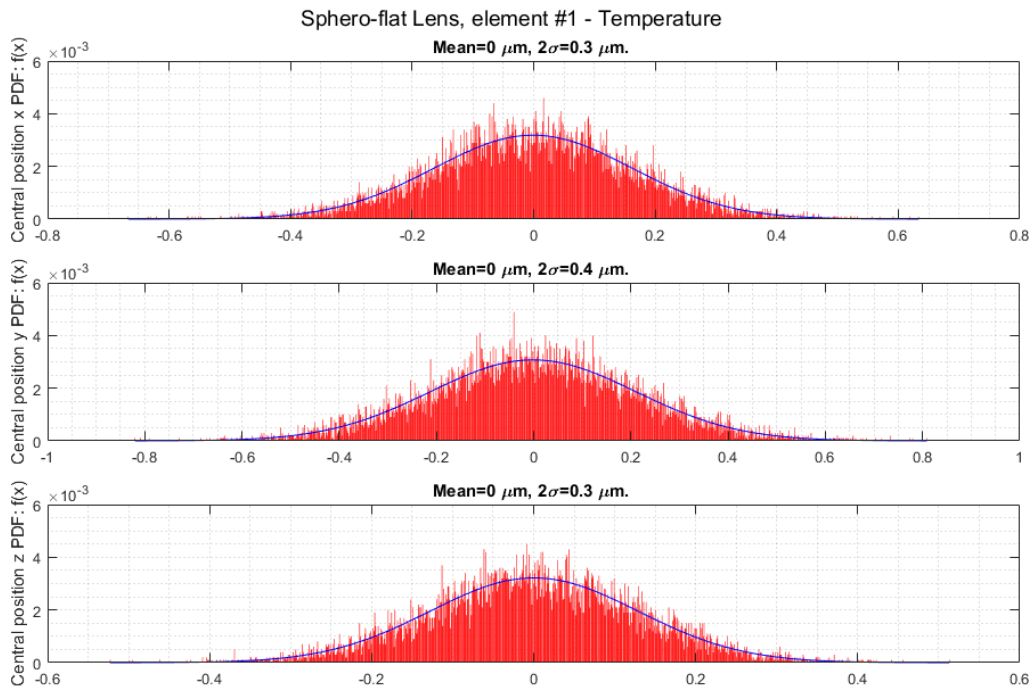 Sphero-flat Lens, element #1 - Temperature
Mean=0 μm, 2σ=0.3 μm.
×10⁻³
Central position x PDF: f(x)
6
4
2
0
-0.8 -0.6 -0.4 -0.2 0 0.2 0.4 0.6 0.8
Mean=0 μm, 2σ=0.4 μm.
×10⁻³
Central position y PDF: f(x)
6
4
2
0
-1 -0.8 -0.6 -0.4 -0.2 0 0.2 0.4 0.6 0.8 1
Mean=0 μm, 2σ=0.3 μm.
×10⁻³
Central position z PDF: f(x)
6
4
2
0
-0.6 -0.4 -0.2 0 0.2 0.4 0.6